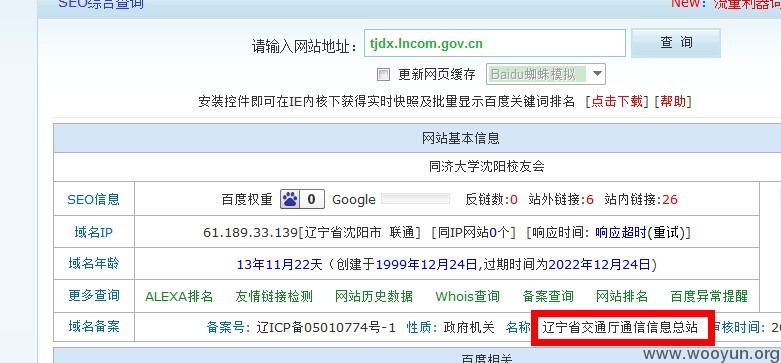 SEO综合查询 New: 流量利器词
请输入网站地址: tjdx.lncom.gov.cn 查 询
更新网页缓存 Baidu蜘蛛模拟
安装控件即可在IE内核下获得实时快照及批量显示百度关键词排名 [点击下载] [帮助]
网站基本信息
同济大学沈阳校友会
SEO信息 百度权重 0 Google 反链数:0 站外链接:6 站内链接:26
域名IP 61.189.33.139[辽宁省沈阳市 联通] [同IP网站0个] [响应时间: 响应超时(重试)]
域名年龄 13年11月22天 (创建于1999年12月24日,过期时间为2022年12月24日)
更多查询 ALEXA排名 友情链接检测 网站历史数据 Whois查询 备案查询 网站排名 百度异常提醒
域名备案 备案号: 辽ICP备05010774号-1 性质: 政府机关 名称 辽宁省交通厅通信信息总站 审核时间: 20
百度相关
www.wooyun.org